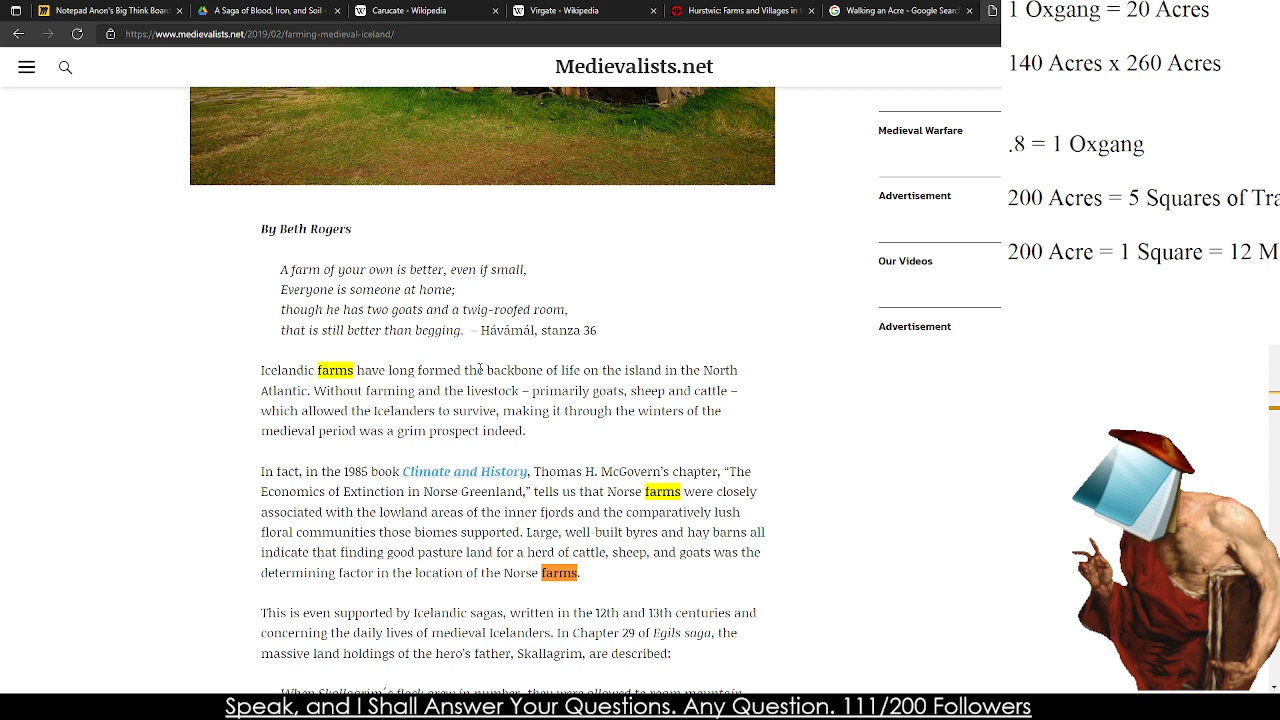 Notepad Anon's Big Think Board
A Saga of Blood, Iron, and Soil -
Carucate - Wikipedia
Virgate - Wikipedia
Hurstwic: Farms and Villages in t
Walking an Acre - Google Search
https://www.medievalists.net/2019/02/farming-medieval-iceland/
Medievalists.net
By Beth Rogers
A farm of your own is better, even if small,
Everyone is someone at home;
though he has two goats and a twig-roofed room,
that is still better than begging. – Hávámál, stanza 36
Icelandic farms have long formed the backbone of life on the island in the North
Atlantic. Without farming and the livestock – primarily goats, sheep and cattle –
which allowed the Icelanders to survive, making it through the winters of the
medieval period was a grim prospect indeed.
In fact, in the 1985 book Climate and History, Thomas H. McGovern's chapter, “The
Economics of Extinction in Norse Greenland,” tells us that Norse farms were closely
associated with the lowland areas of the inner fjords and the comparatively lush
floral communities those biomes supported. Large, well-built byres and hay barns all
indicate that finding good pasture land for a herd of cattle, sheep, and goats was the
determining factor in the location of the Norse farms.
This is even supported by Icelandic sagas, written in the 12th and 13th centuries and
concerning the daily lives of medieval Icelanders. In Chapter 29 of Egils saga, the
massive land holdings of the hero's father, Skallagrim, are described:
When Skallagrim's flock grew in number, they were allowed to roam mountain
Medieval Warfare
Advertisement
Our Videos
Advertisement
1 Oxgang = 20 Acres
140 Acres x 260 Acres
.8 = 1 Oxgang
200 Acres = 5 Squares of Tra
200 Acre = 1 Square = 12 M
Speak, and I Shall Answer Your Questions. Any Question. 111/200 Followers